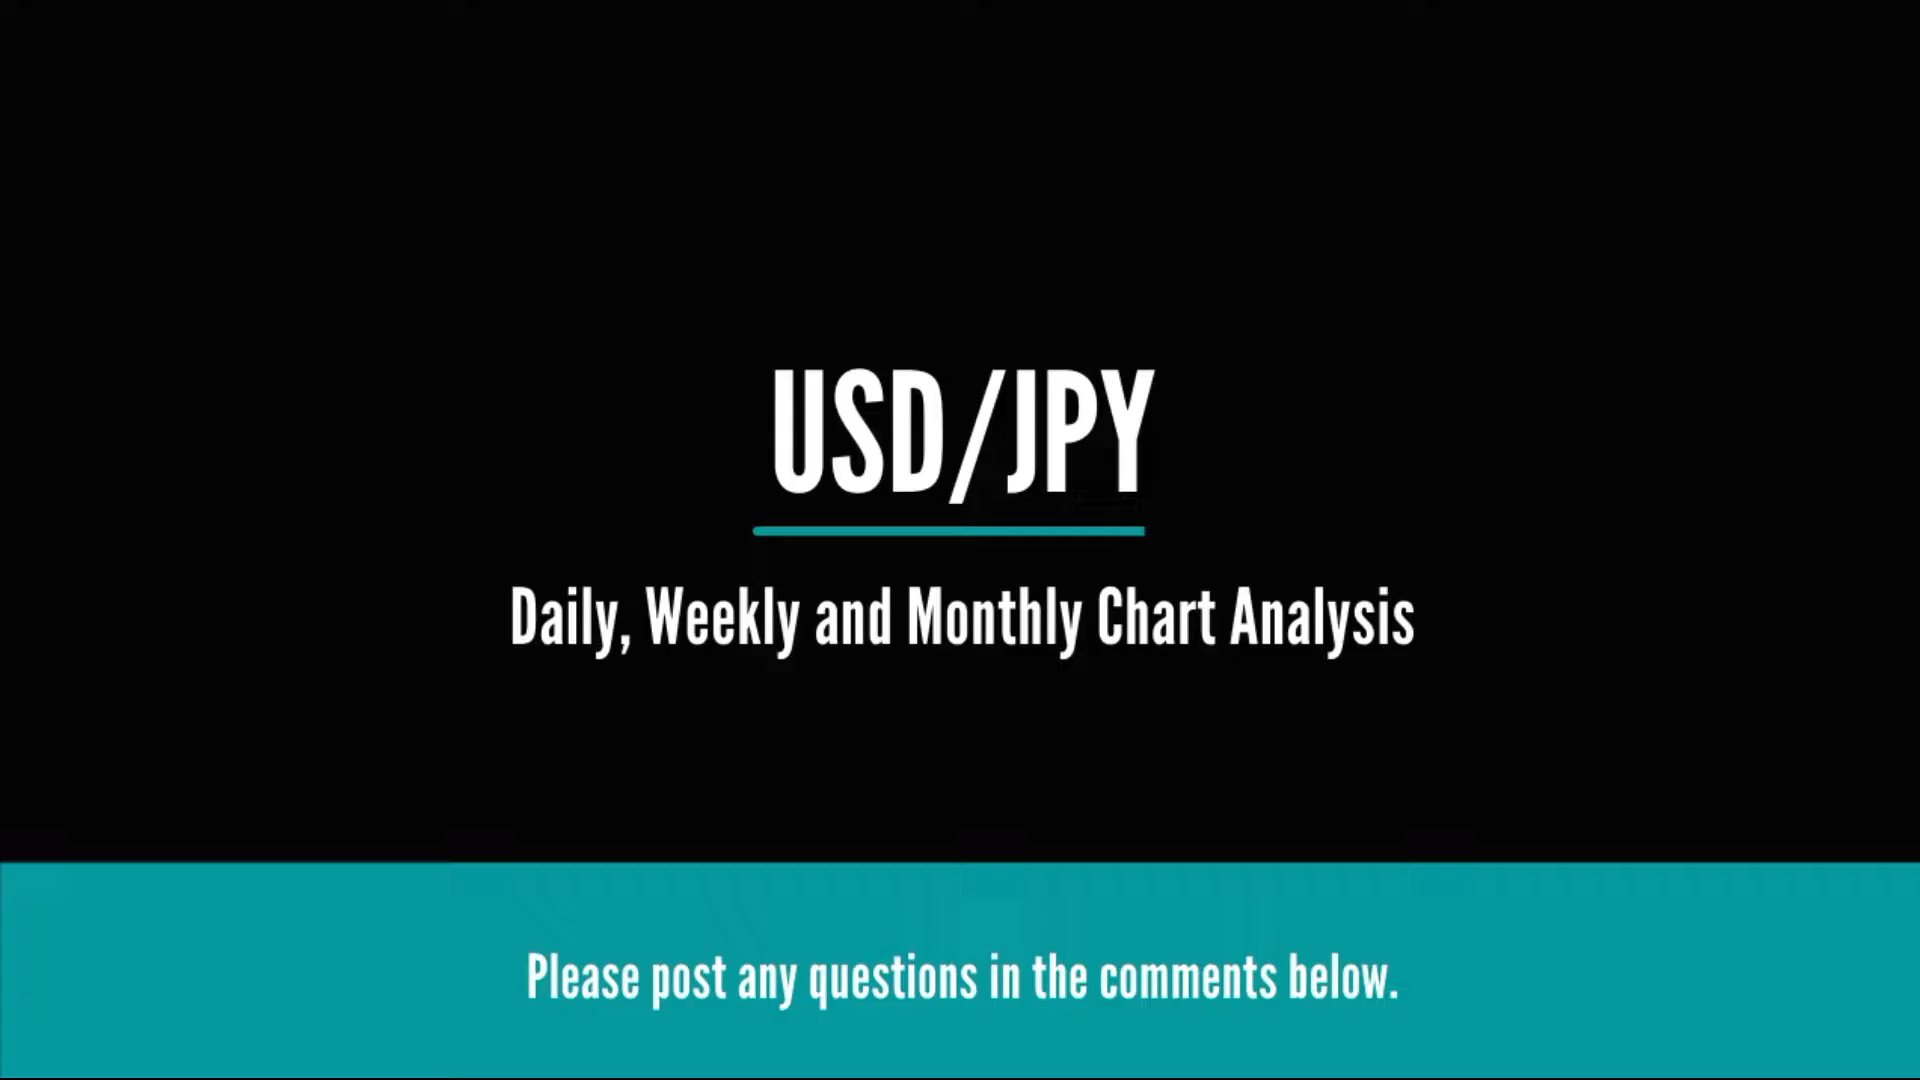 USD/JPY
Daily, Weekly and Monthly Chart Analysis
Please post any questions in the comments below.